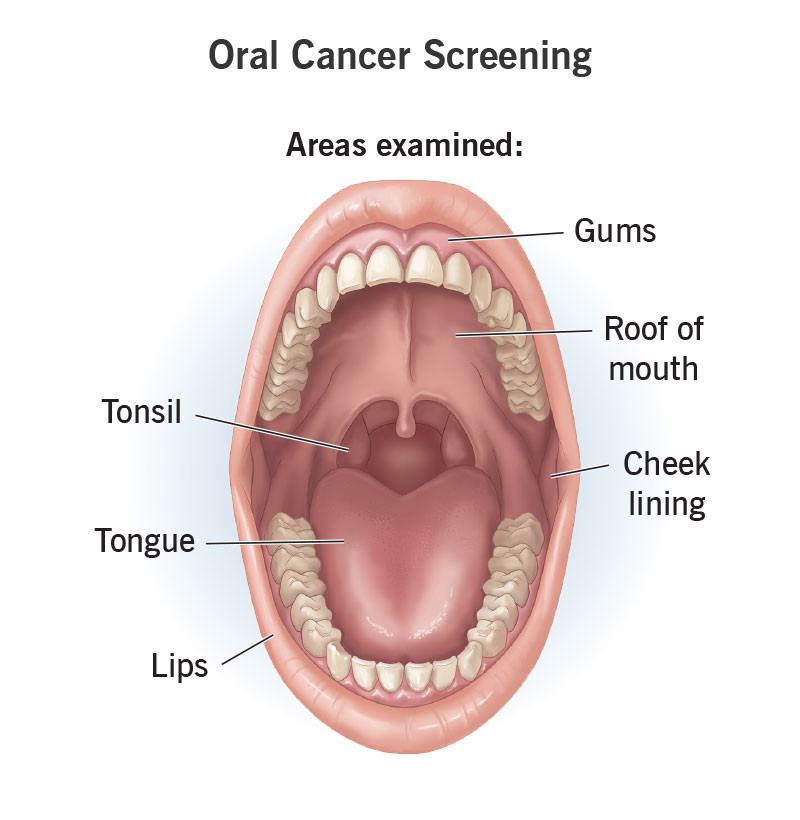 Oral Cancer Screening
Areas examined:
Gums
Roof of
mouth
Tonsil
Cheek
lining
Tongue
Lips